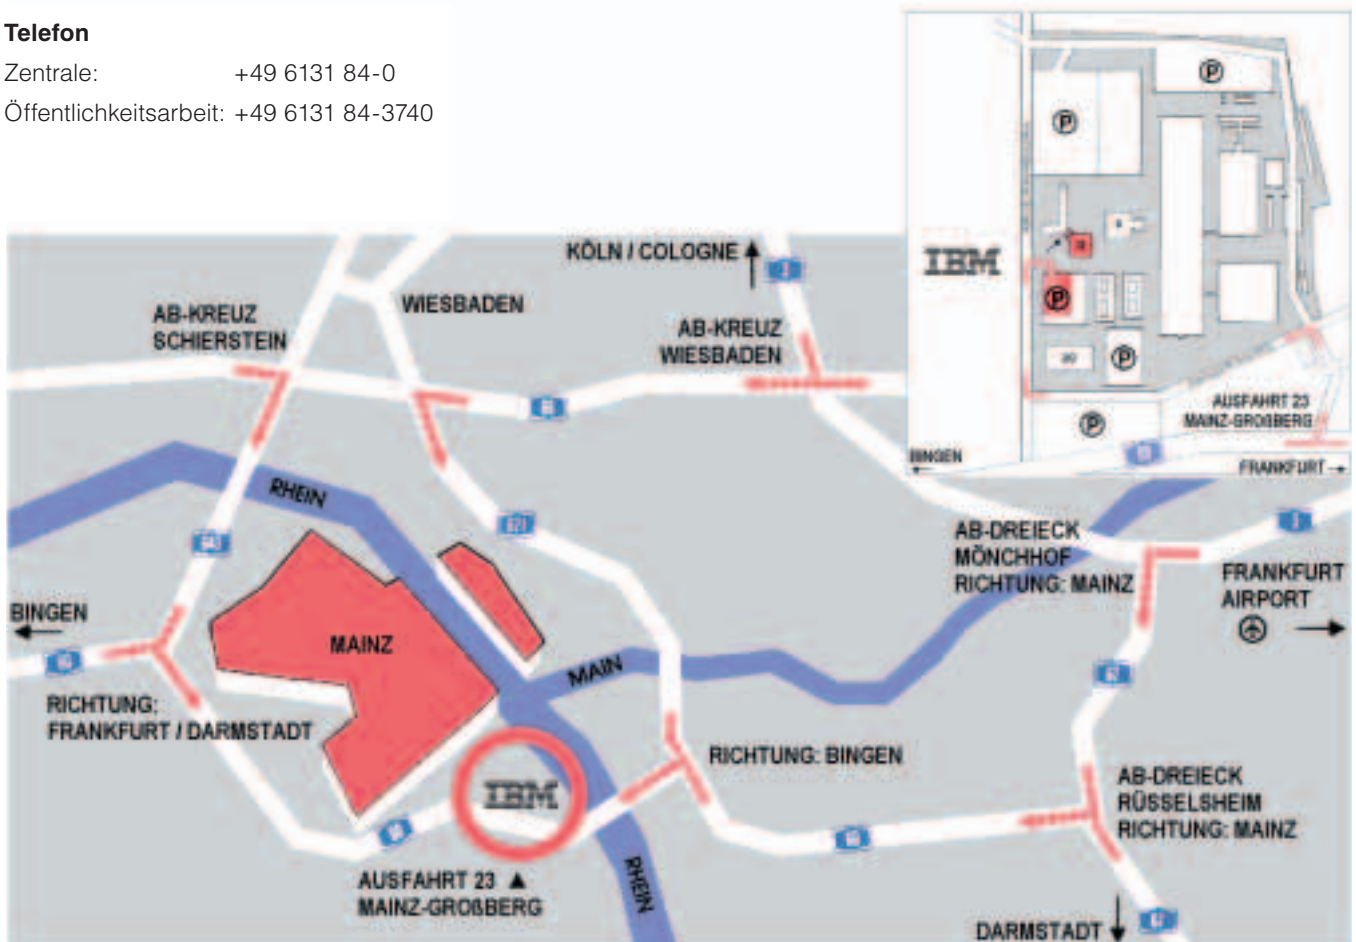 Telefon
Zentrale: +49 6131 84-0
Öffentlichkeitsarbeit: +49 6131 84-3740
P
P
IBM
P
P
P
AUSFAHRT 23
MAINZ-GROßBERG
BINGEN
FRANKFURT
KÖLN / COLOGNE
WIESBADEN
AB-KREUZ
SCHIERSTEIN
AB-KREUZ
WIESBADEN
RHEIN
AB-DREIECK
MÖNCHHOF
RICHTUNG: MAINZ
FRANKFURT
AIRPORT
BINGEN
MAINZ
MAIN
RICHTUNG:
FRANKFURT / DARMSTADT
RICHTUNG: BINGEN
IBM
AB-DREIECK
RÜSSELSHEIM
RICHTUNG: MAINZ
AUSFAHRT 23
MAINZ-GROßBERG
RHEIN
DARMSTADT